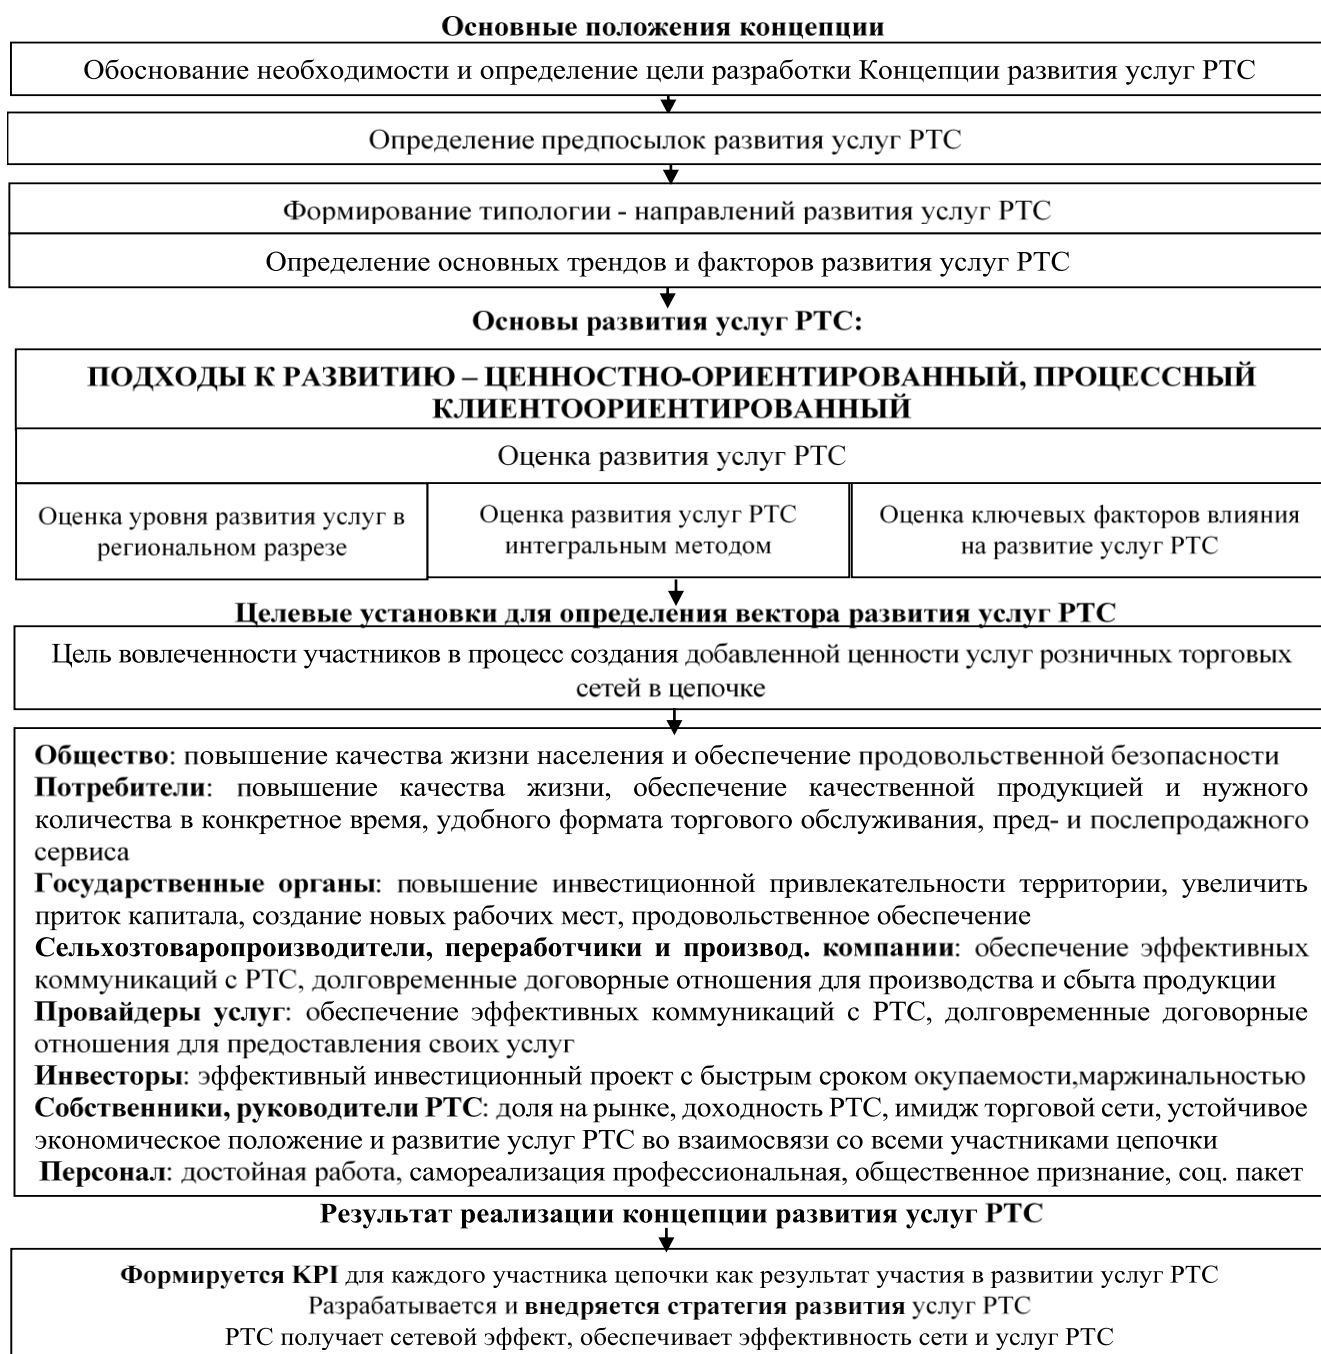 Основные положения концепции
Обоснование необходимости и определение цели разработки Концепции развития услуг РТС
Определение предпосылок развития услуг РТС
Формирование типологии - направлений развития услуг РТС
Определение основных трендов и факторов развития услуг РТС
Основы развития услуг РТС:
ПОДХОДЫ К РАЗВИТИЮ – ЦЕННОСТНО-ОРИЕНТИРОВАННЫЙ, ПРОЦЕССНЫЙ
КЛИЕНТООРИЕНТИРОВАННЫЙ
Оценка развития услуг РТС
Оценка уровня развития услуг в
региональном разрезе
Оценка развития услуг РТС
интегральным методом
Оценка ключевых факторов влияния
на развитие услуг РТС
Целевые установки для определения вектора развития услуг РТС
Цель вовлеченности участников в процесс создания добавленной ценности услуг розничных торговых
сетей в цепочке
Общество: повышение качества жизни населения и обеспечение продовольственной безопасности
Потребители: повышение качества жизни, обеспечение качественной продукцией и нужного
количества в конкретное время, удобного формата торгового обслуживания, пред- и послепродажного
сервиса
Государственные органы: повышение инвестиционной привлекательности территории, увеличить
приток капитала, создание новых рабочих мест, продовольственное обеспечение
Сельхозтоваропроизводители, переработчики и производ. компании: обеспечение эффективных
коммуникаций с РТС, долговременные договорные отношения для производства и сбыта продукции
Провайдеры услуг: обеспечение эффективных коммуникаций с РТС, долговременные договорные
отношения для предоставления своих услуг
Инвесторы: эффективный инвестиционный проект с быстрым сроком окупаемости,маржинальностью
Собственники, руководители РТС: доля на рынке, доходность РТС, имидж торговой сети, устойчивое
экономическое положение и развитие услуг РТС во взаимосвязи со всеми участниками цепочки
Персонал: достойная работа, самореализация профессиональная, общественное признание, соц. пакет
Результат реализации концепции развития услуг РТС
Формируется KPI для каждого участника цепочки как результат участия в развитии услуг РТС
Разрабатывается и внедряется стратегия развития услуг РТС
РТС получает сетевой эффект, обеспечивает эффективность сети и услуг РТС